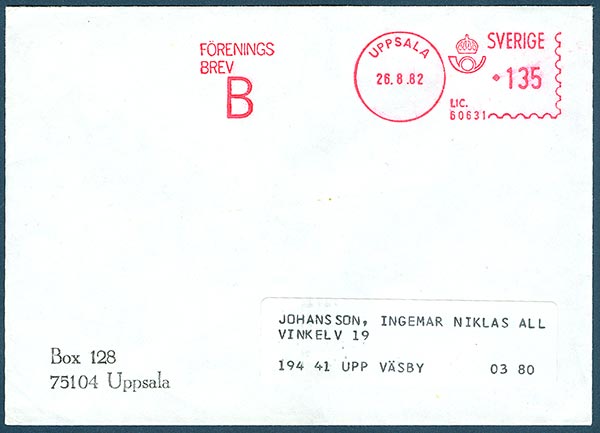 FÖRENINGS
BREV
B
UPPSALA
26.8.82
SVERIGE
135
LIC.
60631
JOHANSSON, INGEMAR NIKLAS ALL
VINKELV 19
194 41 UPP VÄSBY 03 80
Box 128
75104 Uppsala